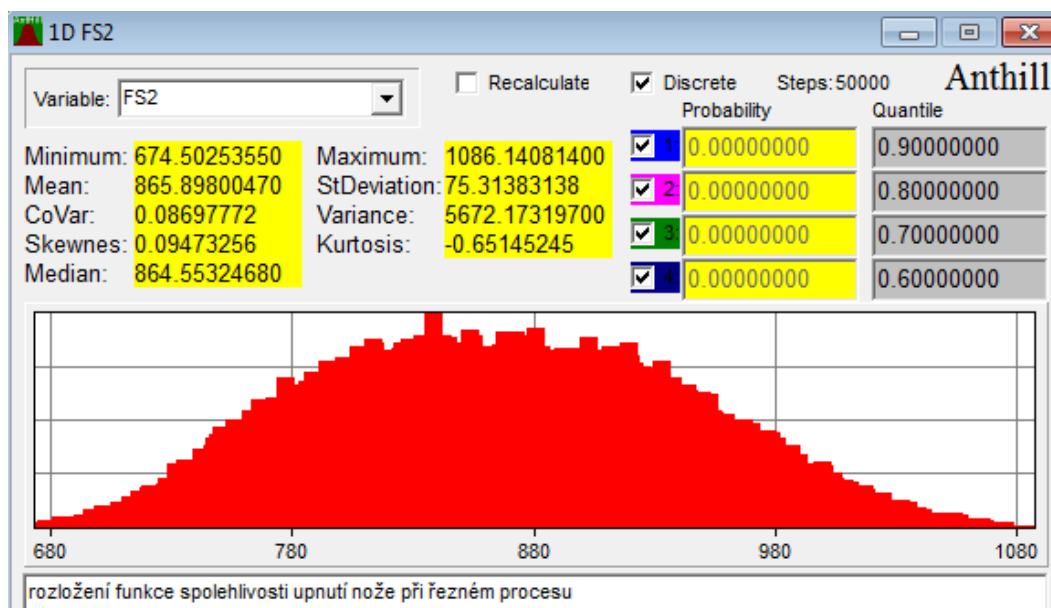 1D FS2
Variable: FS2 Recalculate Discrete Steps:50000 Anthill
Probability Quantile
Minimum: 674.50253550 Maximum: 1086.14081400 1: 0.00000000 0.90000000
Mean: 865.89800470 StDeviation: 75.31383138 2: 0.00000000 0.80000000
CoVar: 0.08697772 Variance: 5672.17319700 3: 0.00000000 0.70000000
Skewnes: 0.09473256 Kurtosis: -0.65145245
Median: 864.55324680 4: 0.00000000 0.60000000
680 780 880 980 1080
rozložení funkce spolehlivosti upnutí nože při řezném procesu